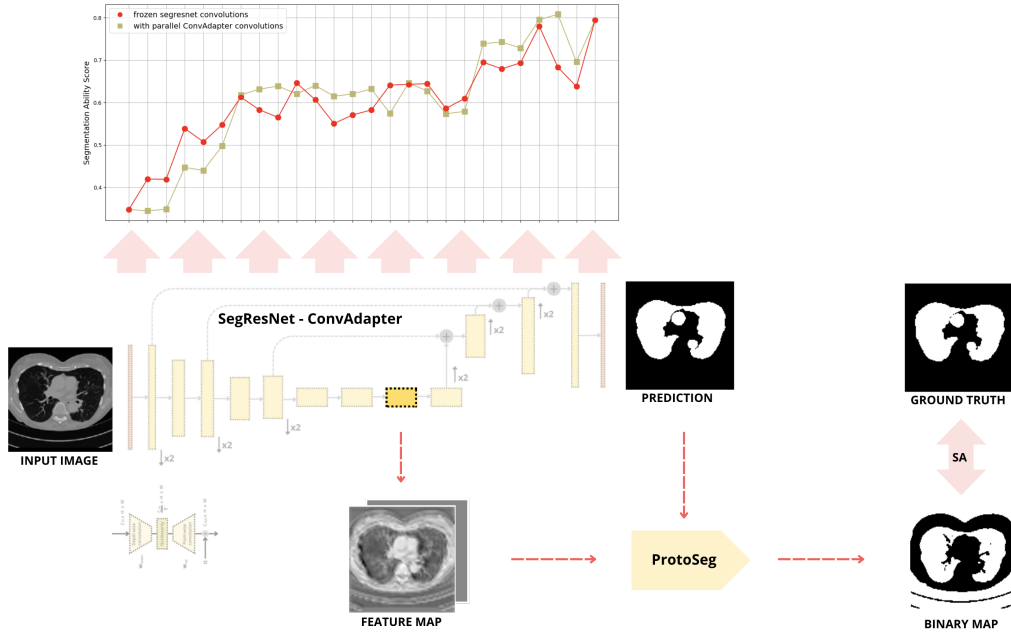 frozen segresnet convolutions
with parallel ConvAdapter convolutions
Segmentation Ability Score
0.8
0.7
0.6
0.5
0.4
SegResNet - ConvAdapter
x2
x2
x2
x2
x2
x2
INPUT IMAGE
PREDICTION
GROUND TRUTH
SA
FEATURE MAP
ProtoSeg
BINARY MAP